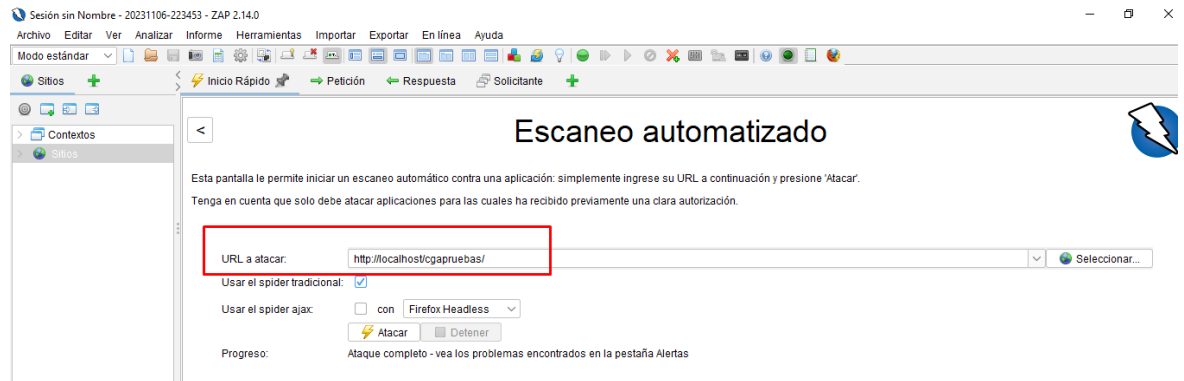 Sesión sin Nombre - 20231106-223453 - ZAP 2.14.0
Archivo Editar Ver Analizar Informe Herramientas Importar Exportar En línea Ayuda
Modo estándar
Sitios
Inicio Rápido Petición Respuesta Solicitante
Contextos
Sitios
<
Escaneo automatizado
Esta pantalla le permite iniciar un escaneo automático contra una aplicación: simplemente ingrese su URL a continuación y presione 'Atacar'.
Tenga en cuenta que solo debe atacar aplicaciones para las cuales ha recibido previamente una clara autorización.
URL a atacar: http://localhost/cgapruebas/ Seleccionar...
Usar el spider tradicional:
Usar el spider ajax: con Firefox Headless
Atacar Detener
Progreso: Ataque completo - vea los problemas encontrados en la pestaña Alertas